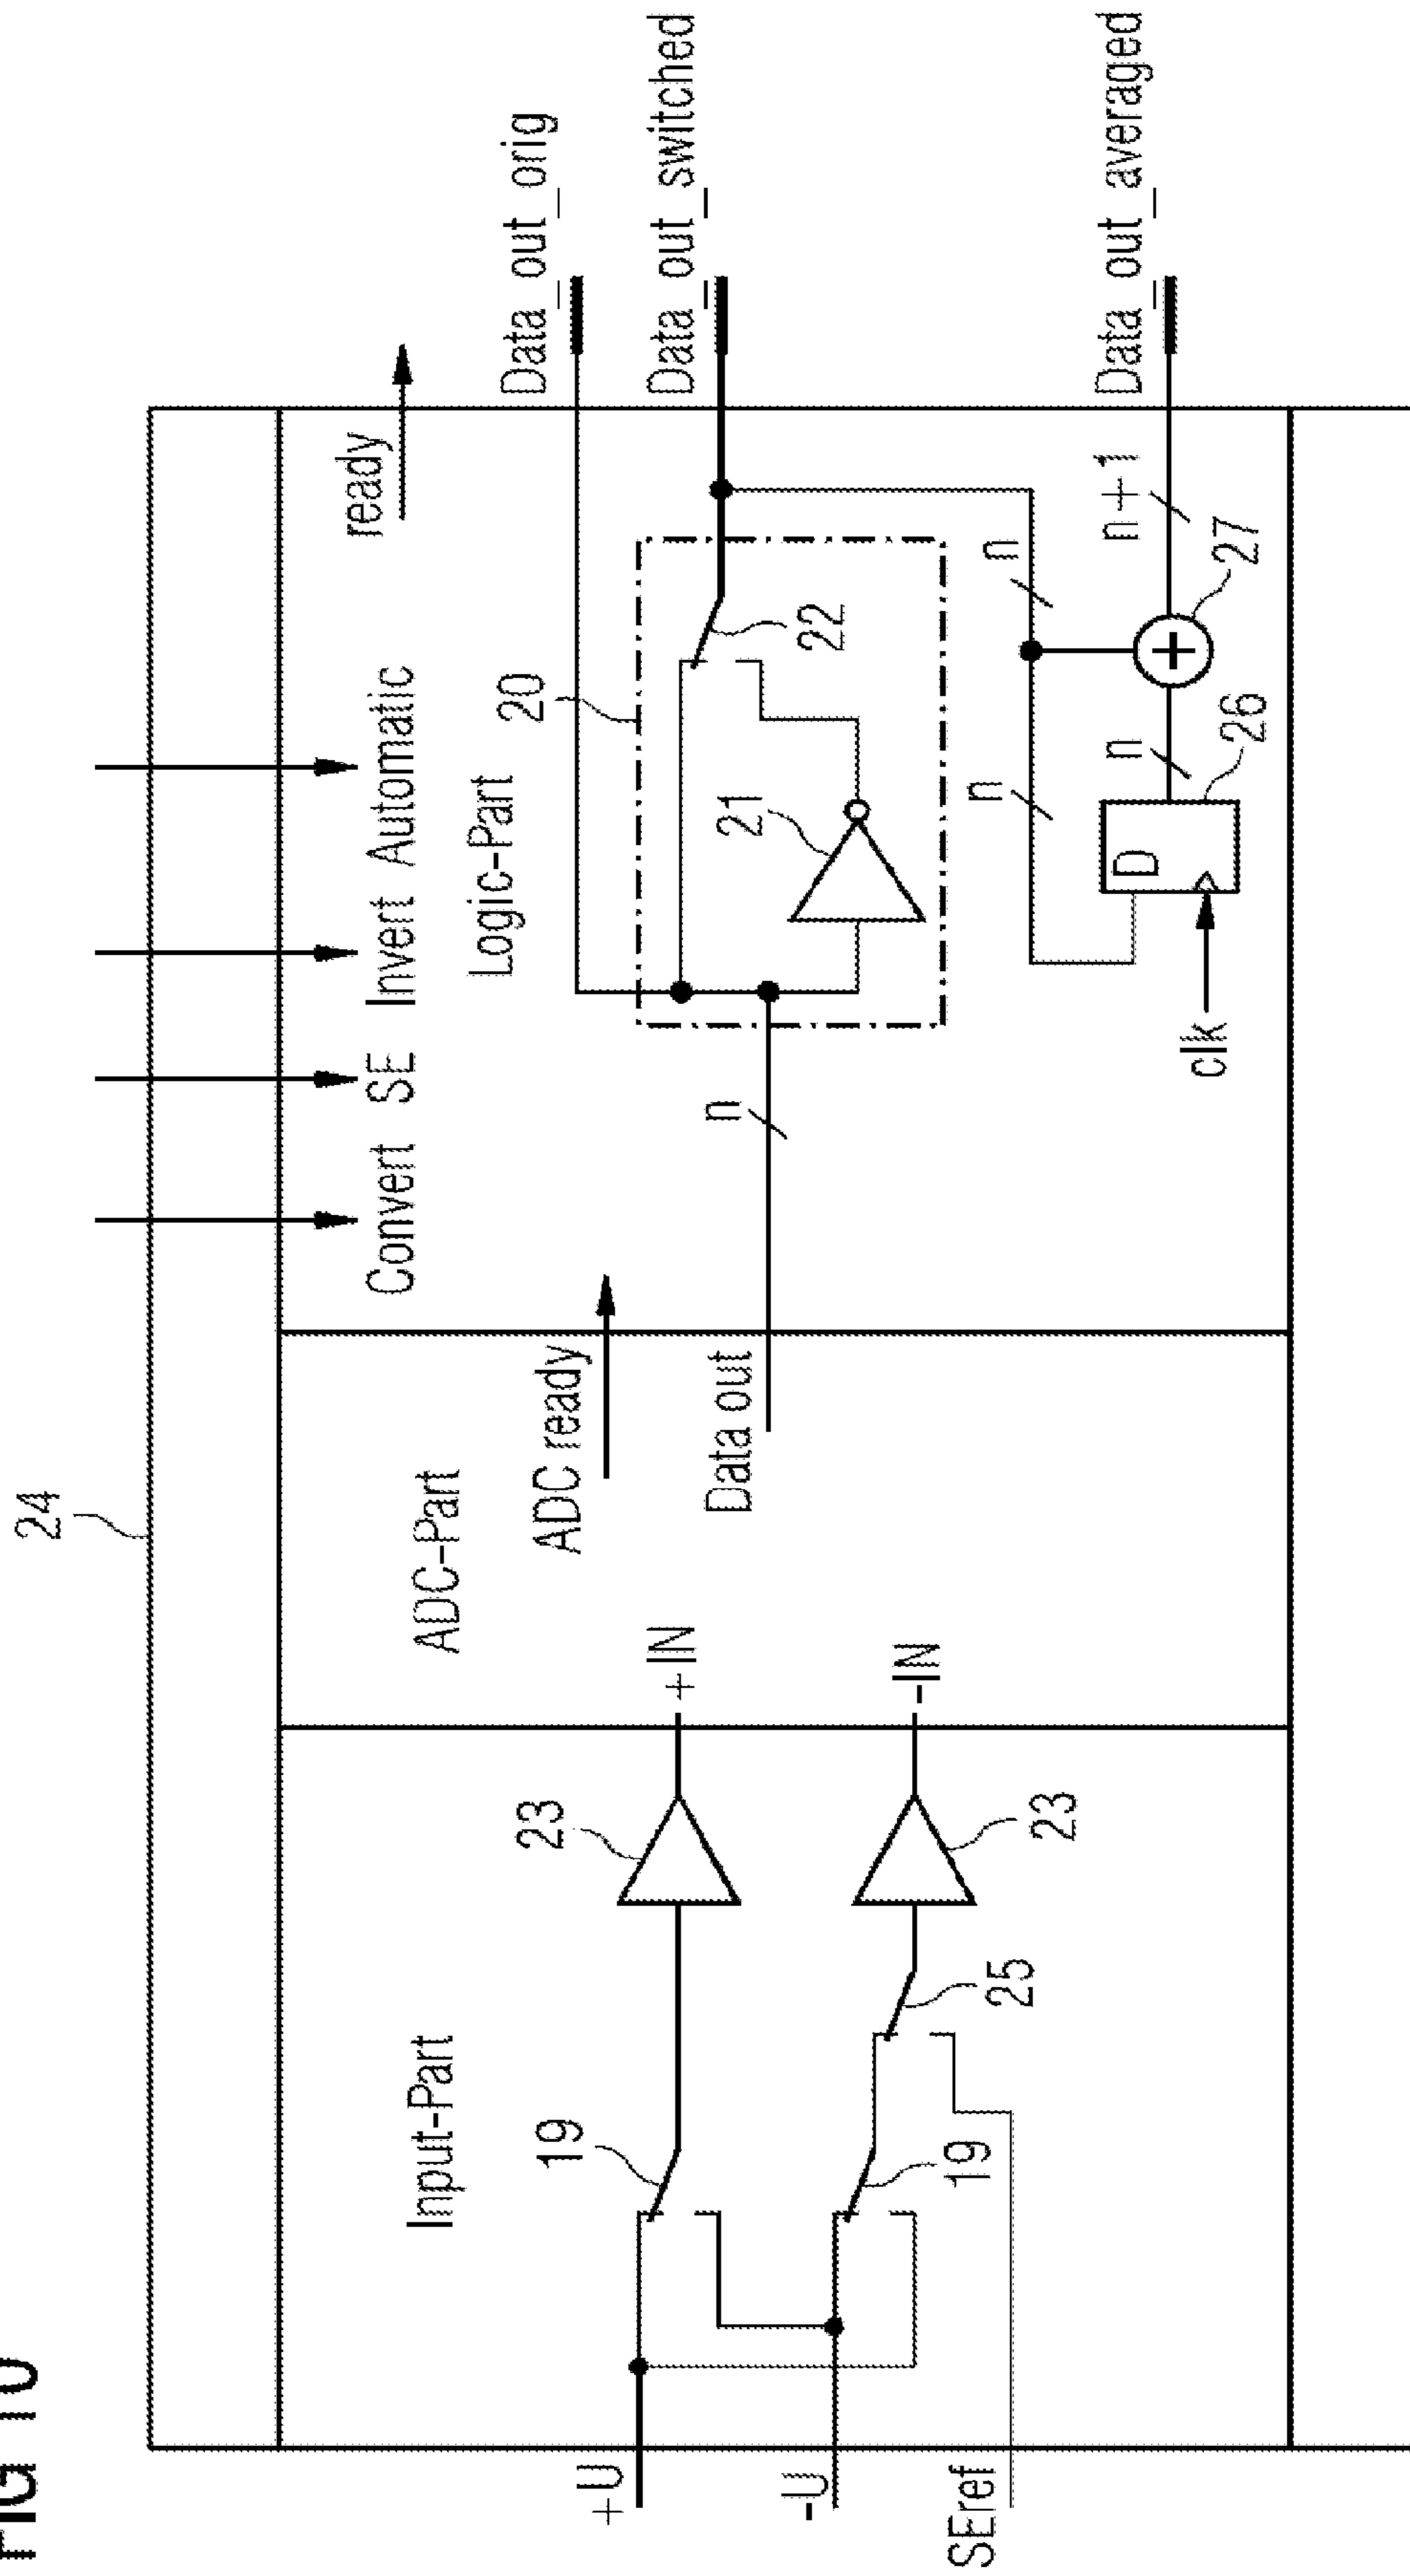 FIG 10
24
Convert SE Invert Automatic
ready
Input-Part
ADC-Part
Logic-Part
ADC ready
Data_out_orig
20
+U
19
23
+IN
Data out
n
21
22
Data_out_switched
-U
19
25
23
-IN
SEref
n
n
clk
D
26
n
27
n+1
Data_out_averaged